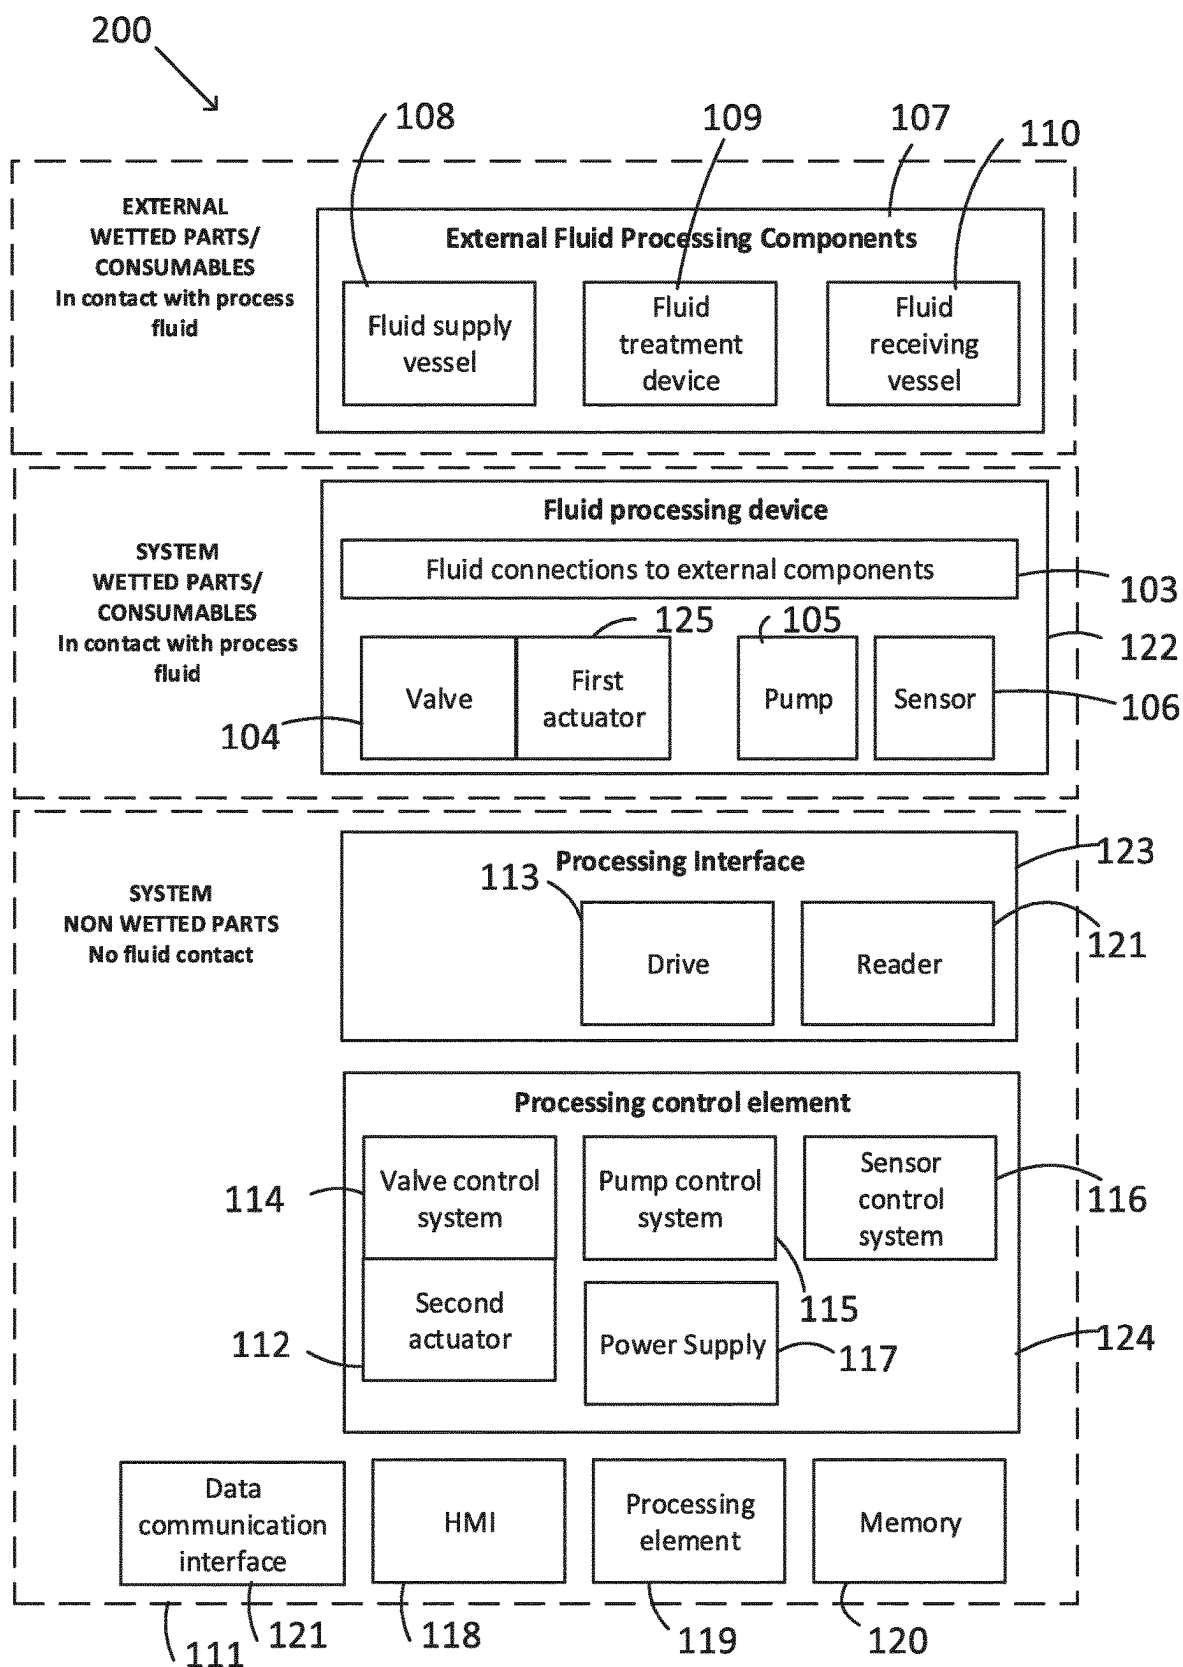 200
108
109
107
110
EXTERNAL
WETTED PARTS/
CONSUMABLES
In contact with process
fluid
External Fluid Processing Components
Fluid supply
vessel
Fluid
treatment
device
Fluid
receiving
vessel
SYSTEM
WETTED PARTS/
CONSUMABLES
In contact with process
fluid
Fluid processing device
Fluid connections to external components
103
125
105
122
Valve
First
actuator
Pump
Sensor
104
106
SYSTEM
NON WETTED PARTS
No fluid contact
Processing Interface
123
113
Drive
Reader
121
Processing control element
Valve control
system
Pump control
system
Sensor
control
system
114
116
Second
actuator
115
112
Power Supply
117
124
Data
communication
interface
HMI
Processing
element
Memory
111
121
118
119
120